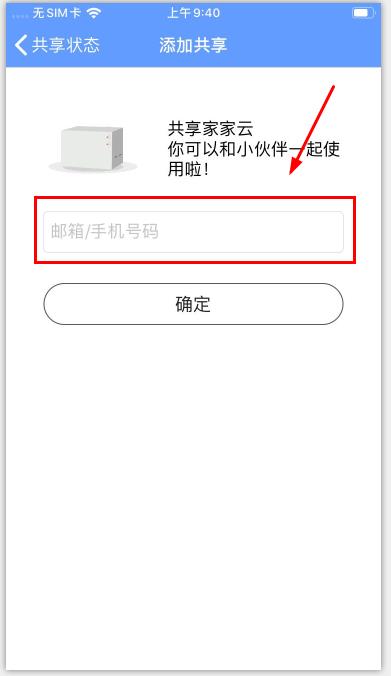 无SIM卡 上午9:40
共享状态 添加共享
共享家家云
你可以和小伙伴一起使
用啦！
邮箱/手机号码
确定